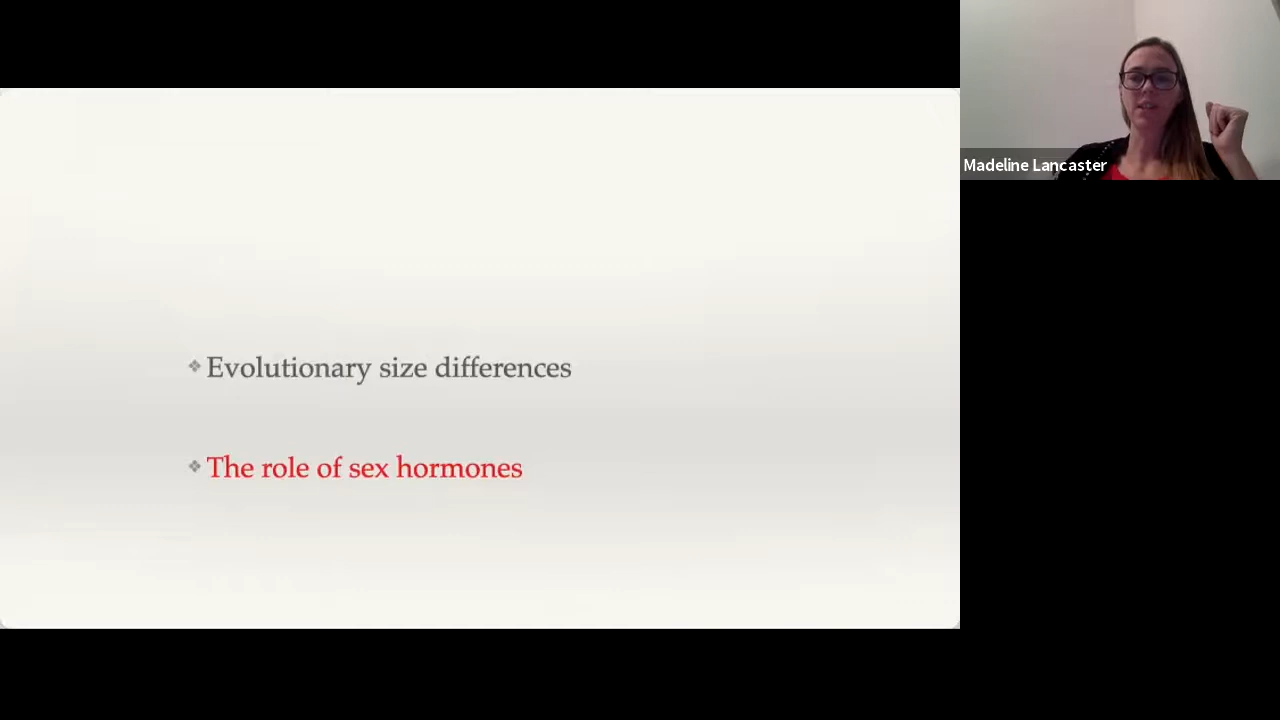 Madeline Lancaster
❖ Evolutionary size differences
❖ The role of sex hormones